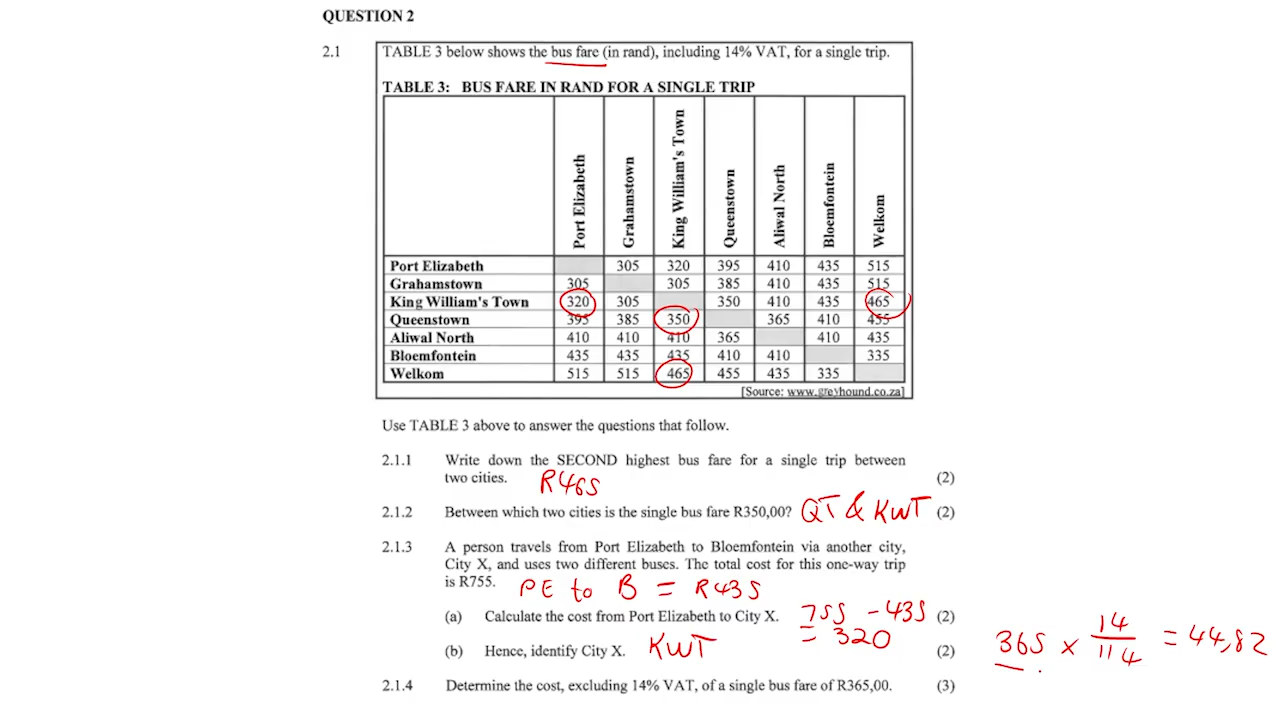 QUESTION 2
2.1 TABLE 3 below shows the bus fare (in rand), including 14% VAT, for a single trip.
TABLE 3: BUS FARE IN RAND FOR A SINGLE TRIP
Port Elizabeth Grahamstown King William's Town Queenstown Aliwal North Bloemfontein Welkom
Port Elizabeth 305 320 395 410 435 515
Grahamstown 305 305 385 410 435 515
King William's Town 320 305 350 410 435 465
Queenstown 395 385 350 365 410 455
Aliwal North 410 410 410 365 410 435
Bloemfontein 435 435 435 410 410 335
Welkom 515 515 465 455 435 335
[Source: www.greyhound.co.za]
Use TABLE 3 above to answer the questions that follow.
2.1.1 Write down the SECOND highest bus fare for a single trip between
two cities. R465 (2)
2.1.2 Between which two cities is the single bus fare R350,00? QT & KWT (2)
2.1.3 A person travels from Port Elizabeth to Bloemfontein via another city,
City X, and uses two different buses. The total cost for this one-way trip
is R755. PE to B = R435
(a) Calculate the cost from Port Elizabeth to City X. 755 - 435 (2)
= 320
(b) Hence, identify City X. KWT (2) 365 × 14/114 = 44,82
2.1.4 Determine the cost, excluding 14% VAT, of a single bus fare of R365,00. (3)